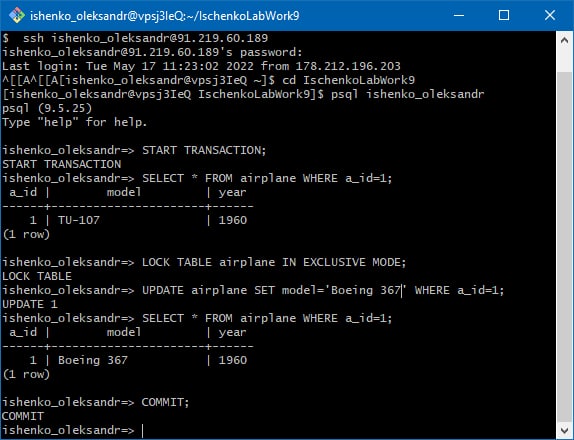 ishenko_oleksandr@vpsj3leQ:~/IschenkoLabWork9
$  ssh ishenko_oleksandr@91.219.60.189
ishenko_oleksandr@91.219.60.189's password:
Last login: Tue May 17 11:23:02 2022 from 178.212.196.203
^[[A^[[A[ishenko_oleksandr@vpsj3IeQ ~]$ cd IschenkoLabWork9
[ishenko_oleksandr@vpsj3IeQ IschenkoLabWork9]$ psql ishenko_oleksandr
psql (9.5.25)
Type "help" for help.
ishenko_oleksandr=> START TRANSACTION;
START TRANSACTION
ishenko_oleksandr=> SELECT * FROM airplane WHERE a_id=1;
 a_id |        model         | year
------+----------------------+------
    1 | TU-107               | 1960
(1 row)
ishenko_oleksandr=> LOCK TABLE airplane IN EXCLUSIVE MODE;
LOCK TABLE
ishenko_oleksandr=> UPDATE airplane SET model='Boeing 367' WHERE a_id=1;
UPDATE 1
ishenko_oleksandr=> SELECT * FROM airplane WHERE a_id=1;
 a_id |        model         | year
------+----------------------+------
    1 | Boeing 367           | 1960
(1 row)
ishenko_oleksandr=> COMMIT;
COMMIT
ishenko_oleksandr=>